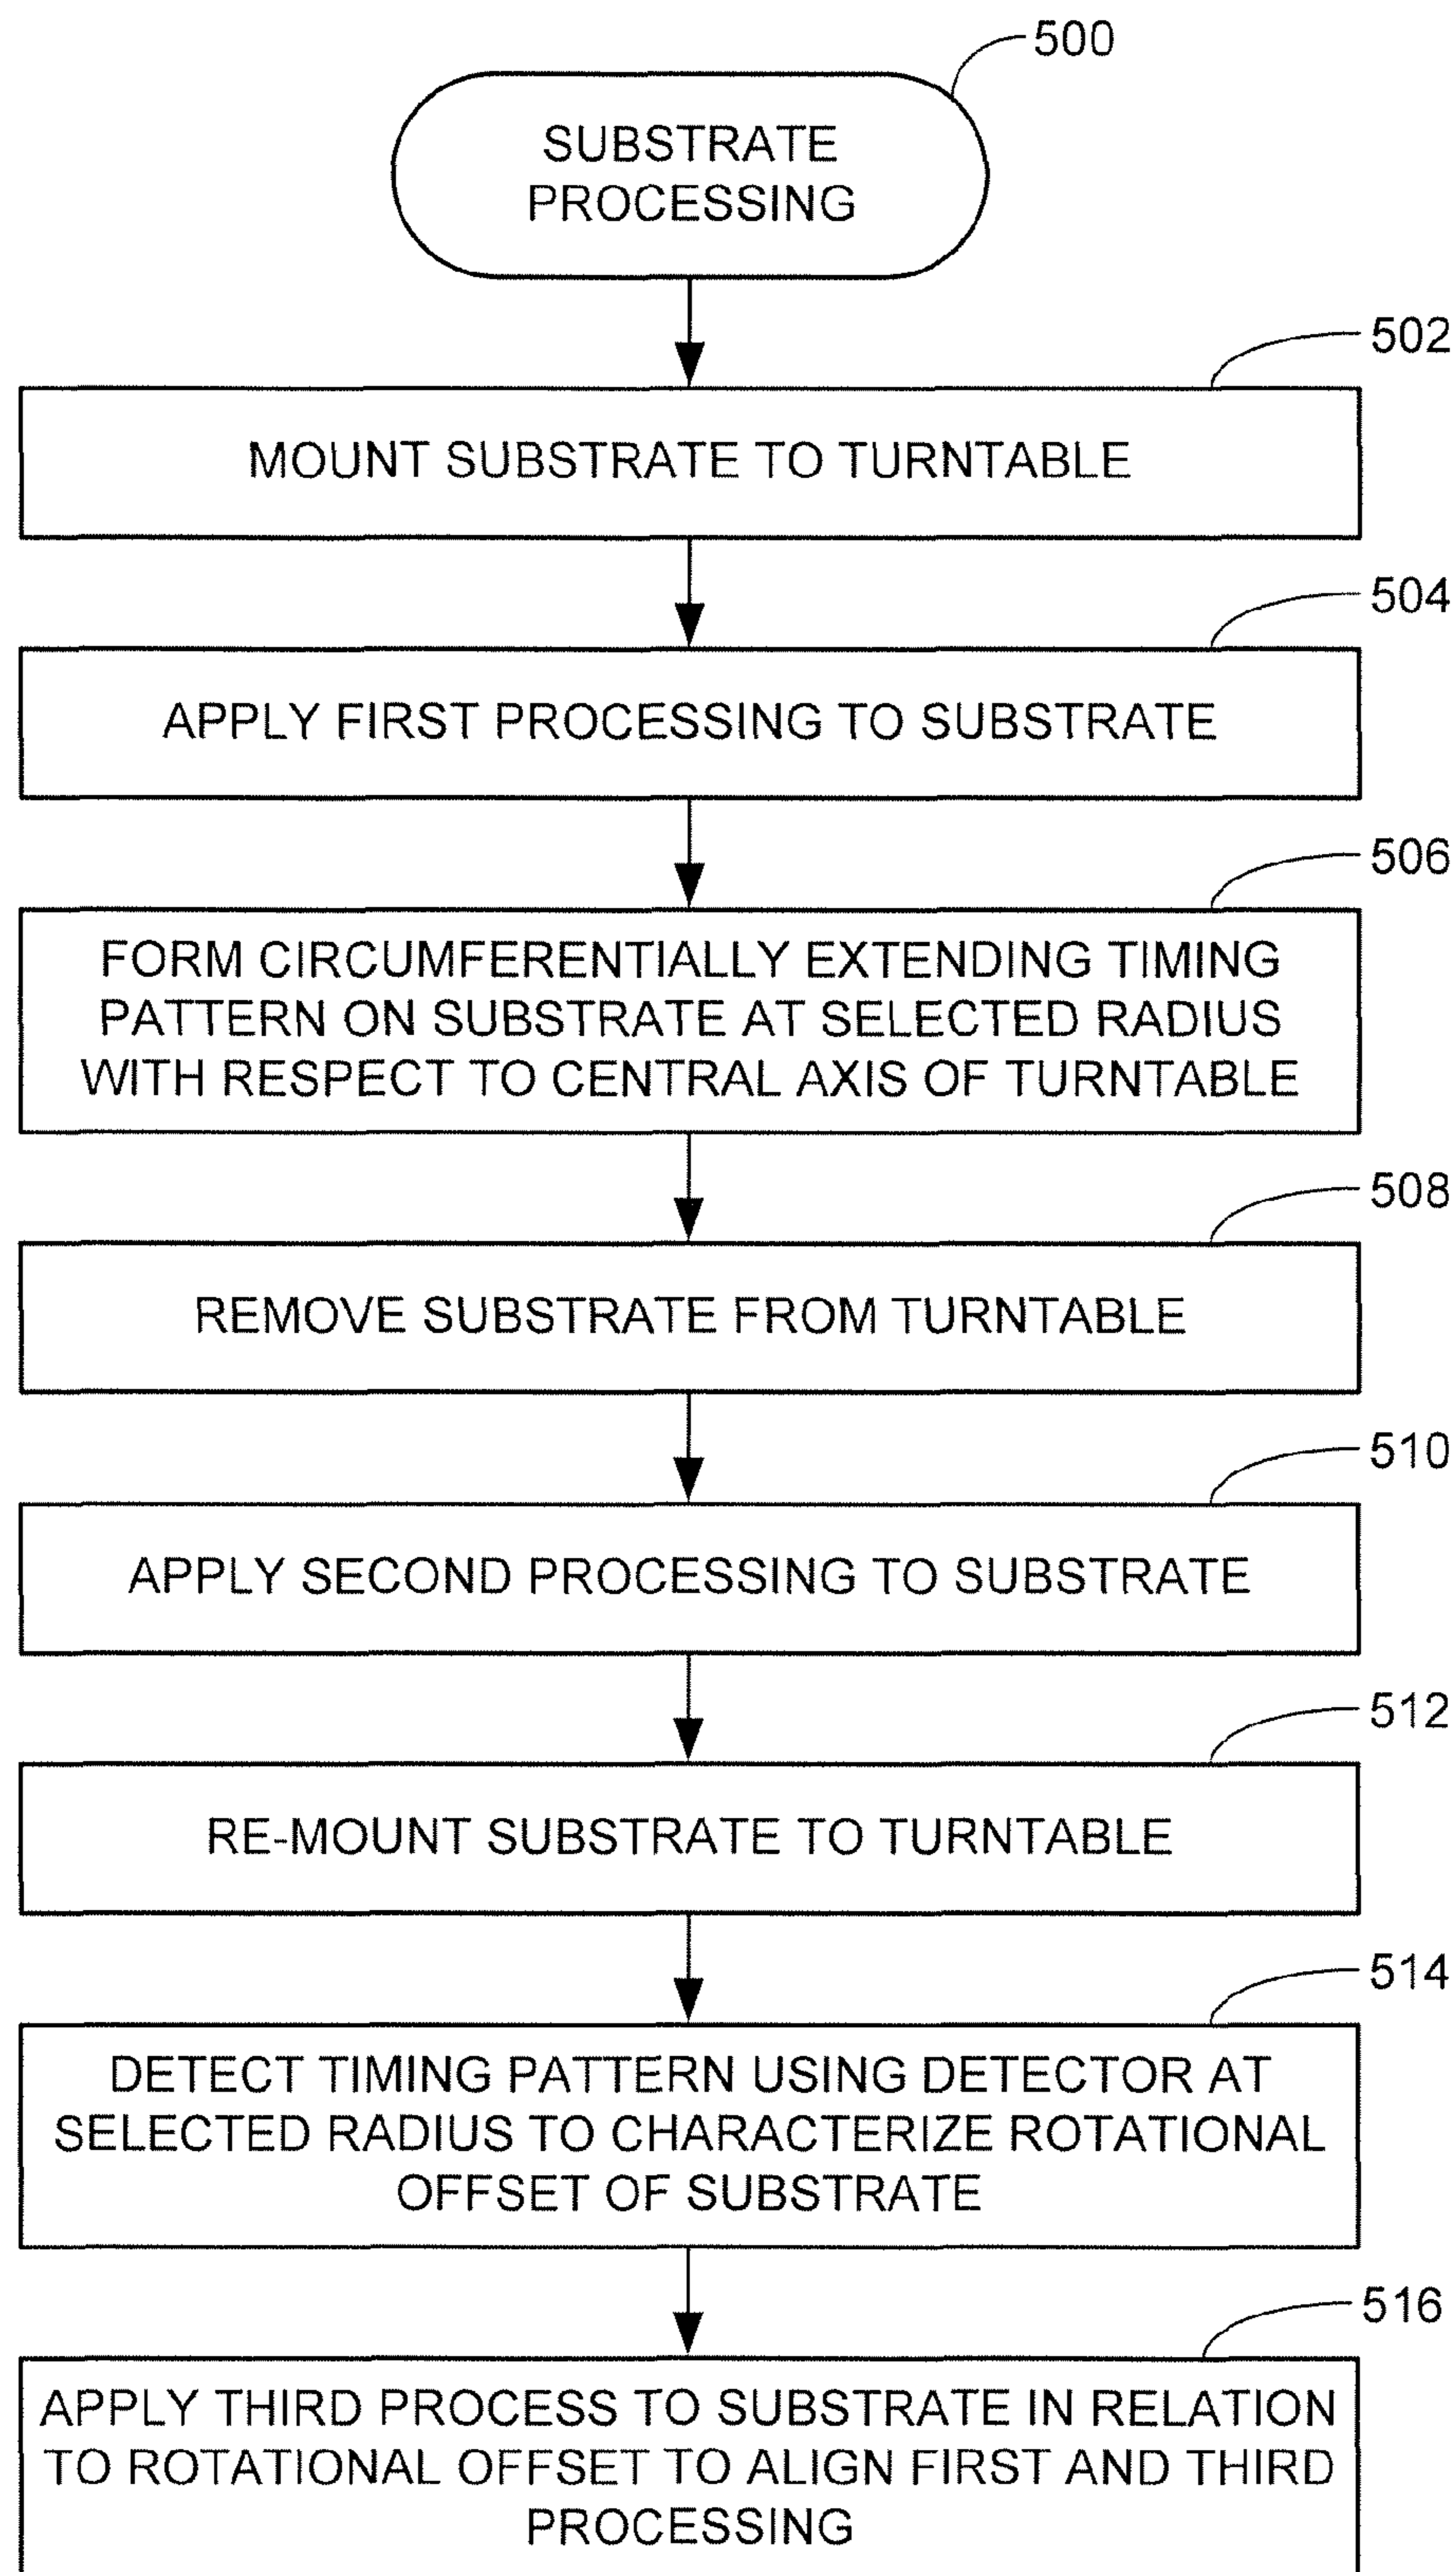 500
SUBSTRATE
PROCESSING
502
MOUNT SUBSTRATE TO TURNTABLE
504
APPLY FIRST PROCESSING TO SUBSTRATE
506
FORM CIRCUMFERENTIALLY EXTENDING TIMING
PATTERN ON SUBSTRATE AT SELECTED RADIUS
WITH RESPECT TO CENTRAL AXIS OF TURNTABLE
508
REMOVE SUBSTRATE FROM TURNTABLE
510
APPLY SECOND PROCESSING TO SUBSTRATE
512
RE-MOUNT SUBSTRATE TO TURNTABLE
514
DETECT TIMING PATTERN USING DETECTOR AT
SELECTED RADIUS TO CHARACTERIZE ROTATIONAL
OFFSET OF SUBSTRATE
516
APPLY THIRD PROCESS TO SUBSTRATE IN RELATION
TO ROTATIONAL OFFSET TO ALIGN FIRST AND THIRD
PROCESSING